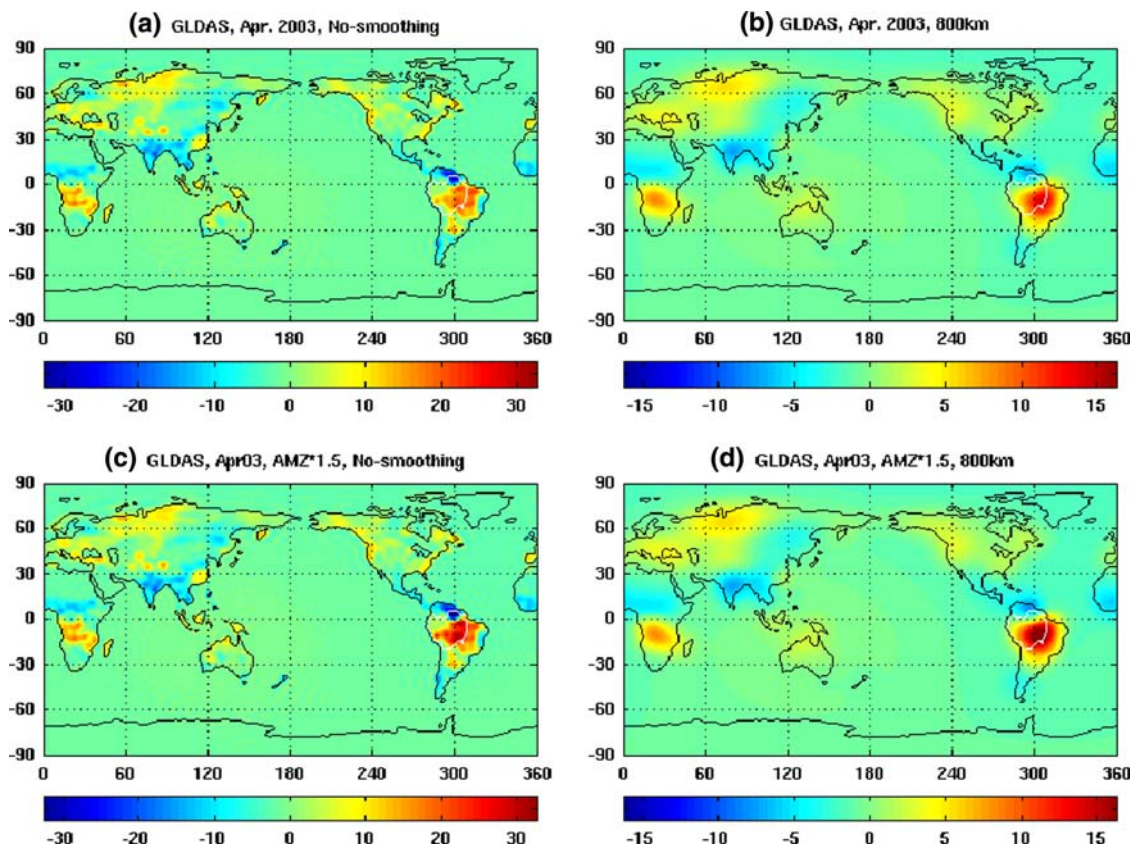 (a) GLDAS, Apr. 2003, No-smoothing
90
60
30
0
-30
-60
-90
0 60 120 180 240 300 360
-30 -20 -10 0 10 20 30
(b) GLDAS, Apr. 2003, 800km
90
60
30
0
-30
-60
-90
0 60 120 180 240 300 360
-15 -10 -5 0 5 10 15
(c) GLDAS, Apr03, AMZ*1.5, No-smoothing
90
60
30
0
-30
-60
-90
0 60 120 180 240 300 360
-30 -20 -10 0 10 20 30
(d) GLDAS, Apr03, AMZ*1.5, 800km
90
60
30
0
-30
-60
-90
0 60 120 180 240 300 360
-15 -10 -5 0 5 10 15